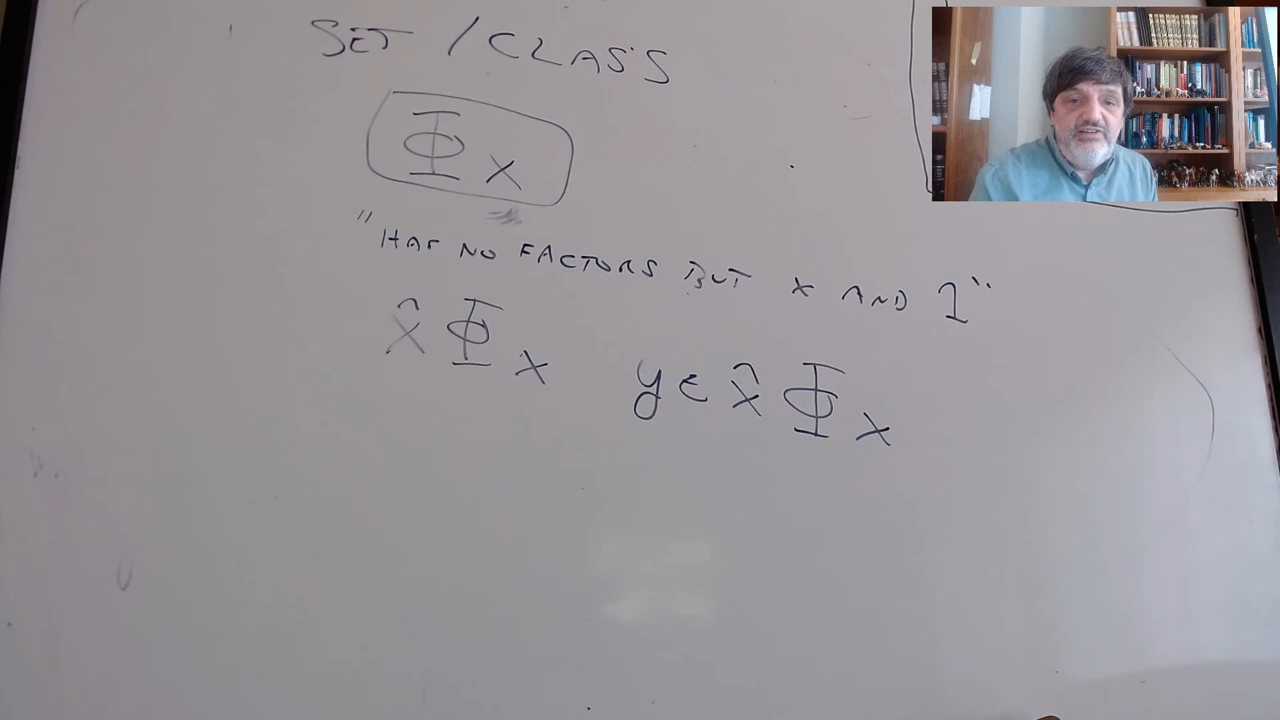 SET / CLASS
Φx
"HAS NO FACTORS BUT x AND 1"
x̂Φx    y∈x̂Φx